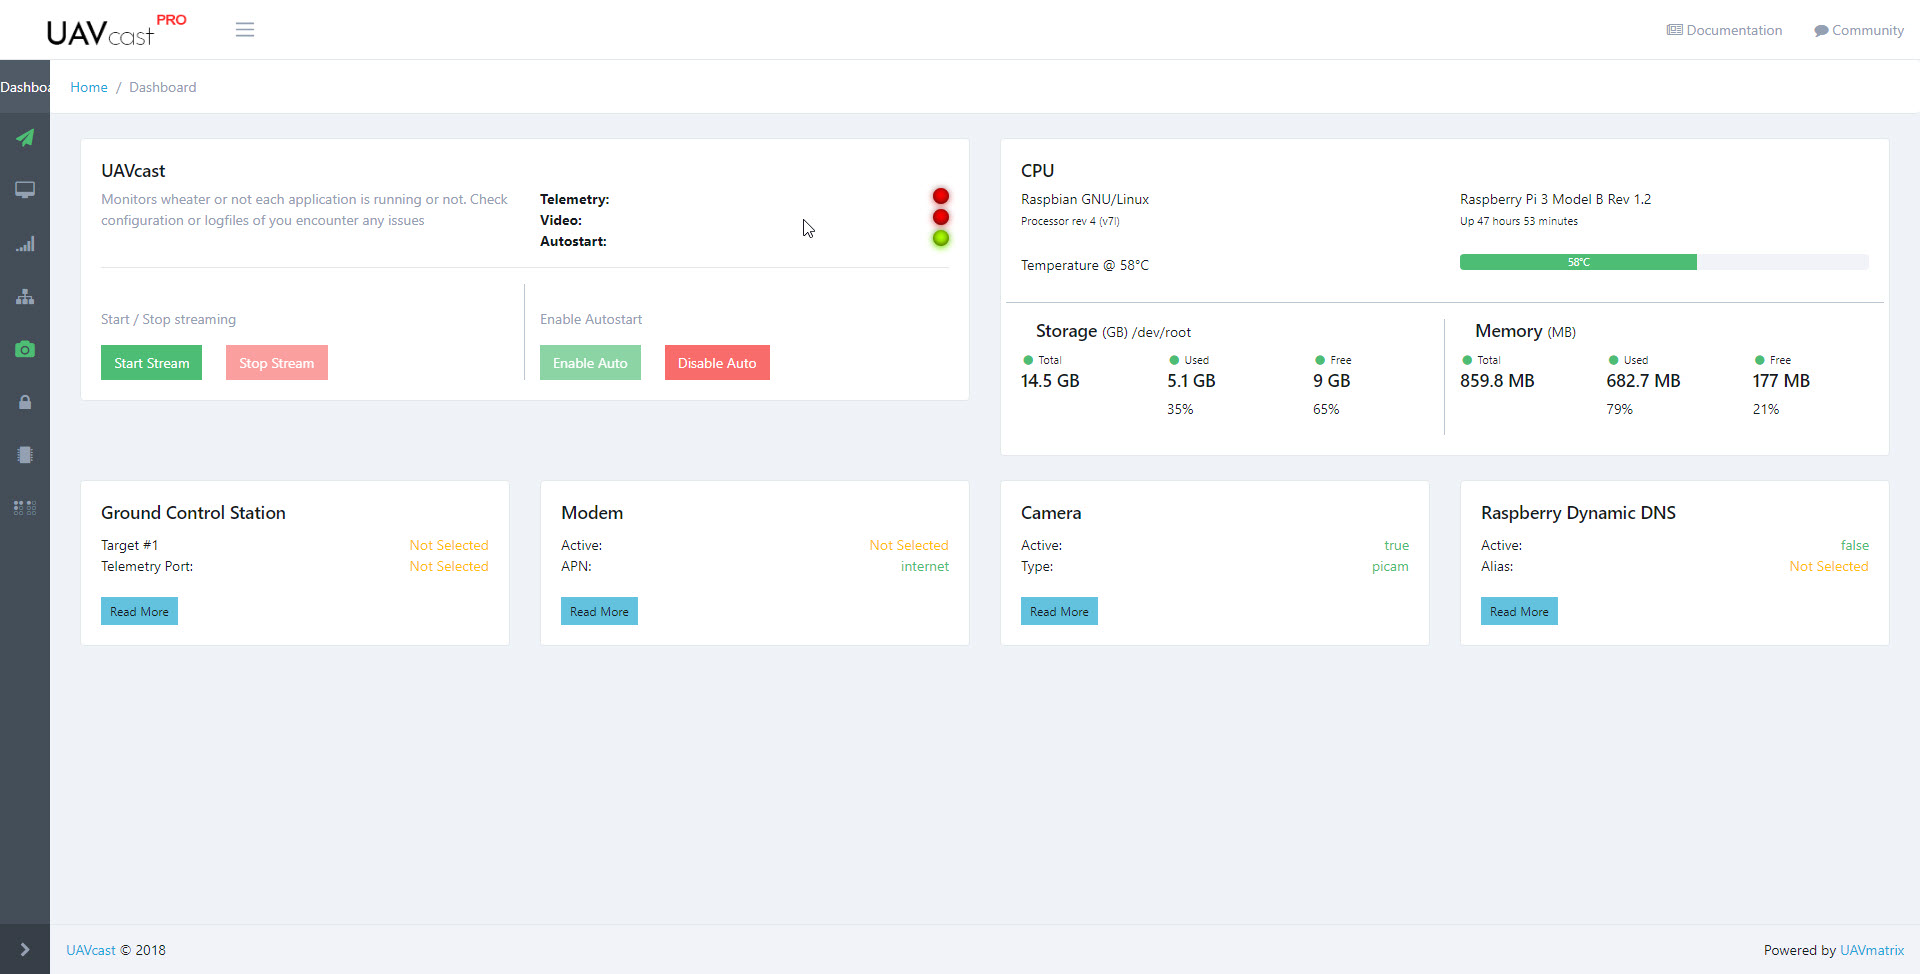 UAVcast PRO
Documentation
Community
Dashboa
Home / Dashboard
UAVcast
Monitors wheater or not each application is running or not. Check
configuration or logfiles of you encounter any issues
Telemetry:
Video:
Autostart:
Start / Stop streaming
Start Stream
Stop Stream
Enable Autostart
Enable Auto
Disable Auto
CPU
Raspbian GNU/Linux
Processor rev 4 (v7l)
Raspberry Pi 3 Model B Rev 1.2
Up 47 hours 53 minutes
Temperature @ 58°C
58°C
Storage (GB) /dev/root
Total
14.5 GB
Used
5.1 GB
35%
Free
9 GB
65%
Memory (MB)
Total
859.8 MB
Used
682.7 MB
79%
Free
177 MB
21%
Ground Control Station
Target #1 Not Selected
Telemetry Port: Not Selected
Read More
Modem
Active: Not Selected
APN: internet
Read More
Camera
Active: true
Type: picam
Read More
Raspberry Dynamic DNS
Active: false
Alias: Not Selected
Read More
UAVcast © 2018
Powered by UAVmatrix